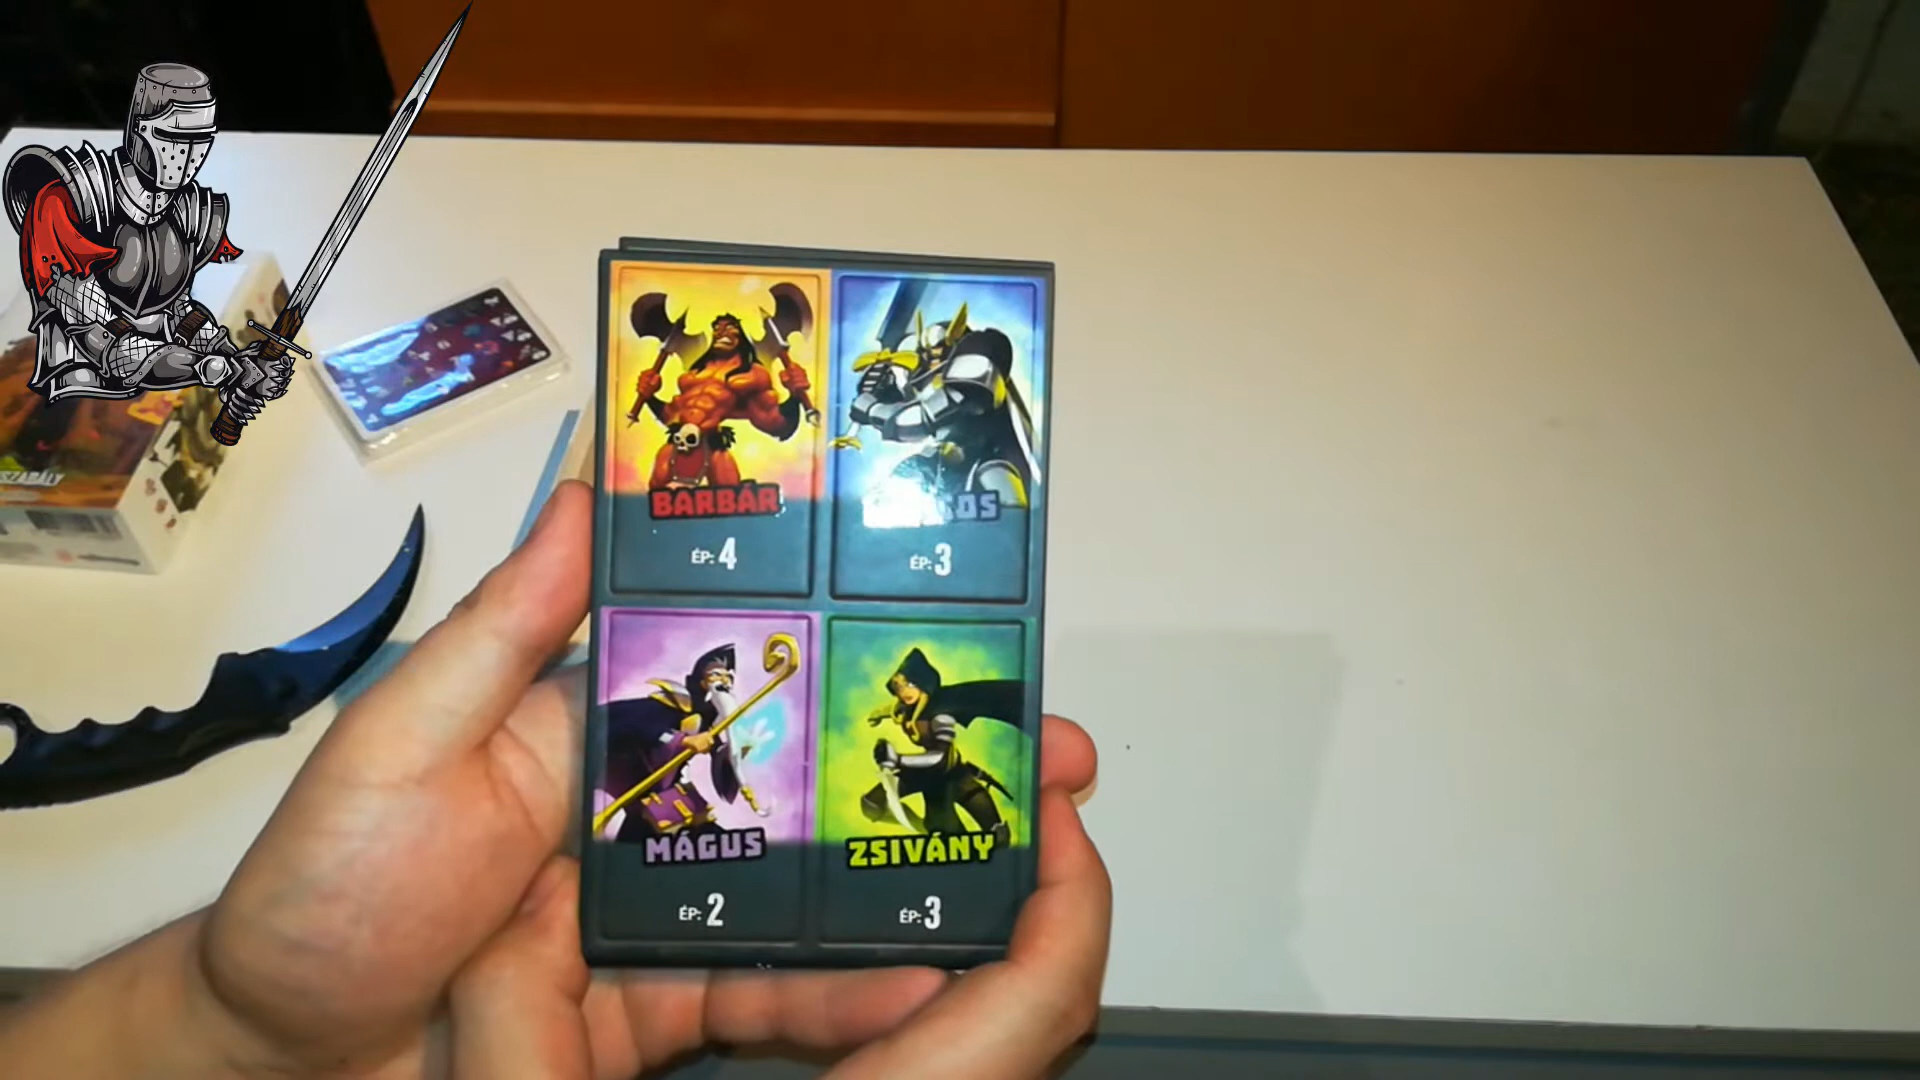 BARBÁR
ÉP: 4
ÉP: 3
MÁGUS
ÉP: 2
ZSIVÁNY
ÉP: 3